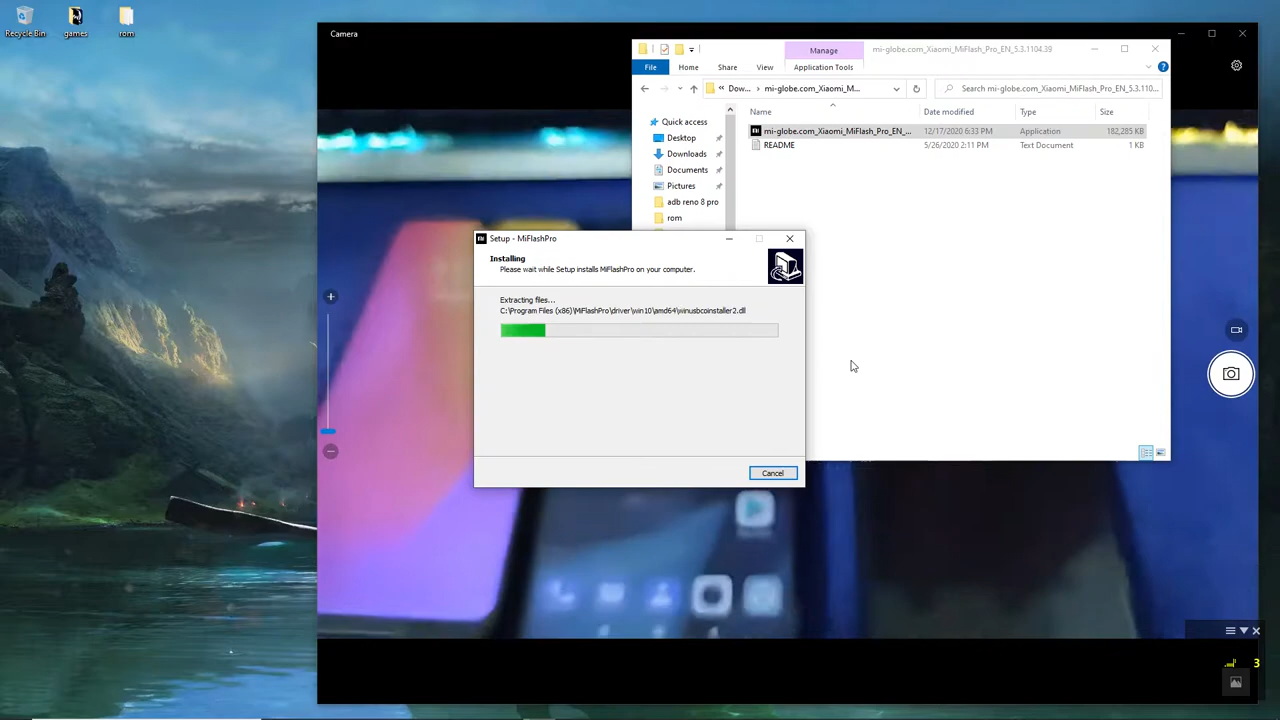 Recycle Bin
games
rom
Camera
Manage
mi-globe.com_Xiaomi_MiFlash_Pro_EN_5.3.1104.39
File
Home
Share
View
Application Tools
Dow...
mi-globe.com_Xiaomi_M...
Search mi-globe.com_Xiaomi_MiFlash_Pro_EN_5.3.110...
Name
Date modified
Type
Size
Quick access
Desktop
Downloads
Documents
Pictures
adb reno 8 pro
rom
mi-globe.com_Xiaomi_MiFlash_Pro_EN_...
12/17/2020 6:33 PM
Application
182,285 KB
README
5/26/2020 2:11 PM
Text Document
1 KB
Setup - MiFlashPro
Installing
Please wait while Setup installs MiFlashPro on your computer.
Extracting files...
C:\Program Files (x86)\MiFlashPro\driver\win10\amd64\winusbcoinstaller2.dll
Cancel
3